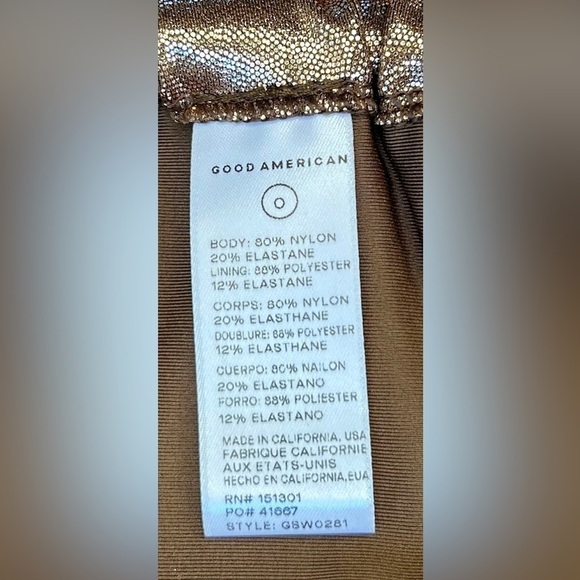 GOOD AMERICAN
0
BODY: 80% NYLON
20% ELASTANE
LINING: 88% POLYESTER
12% ELASTANE
CORPS: 80% NYLON
20% ELASTHANE
DOUBLURE: 88% POLYESTER
12% ELASTHANE
CUERPO: 80% NAILON
20% ELASTANO
FORRO: 88% POLIESTER
12% ELASTANO
MADE IN CALIFORNIA, USA
FABRIQUE CALIFORNIE
AUX ETATS-UNIS
HECHO EN CALIFORNIA,EUA
RN# 151301
PO# 41667
STYLE: GSW0281